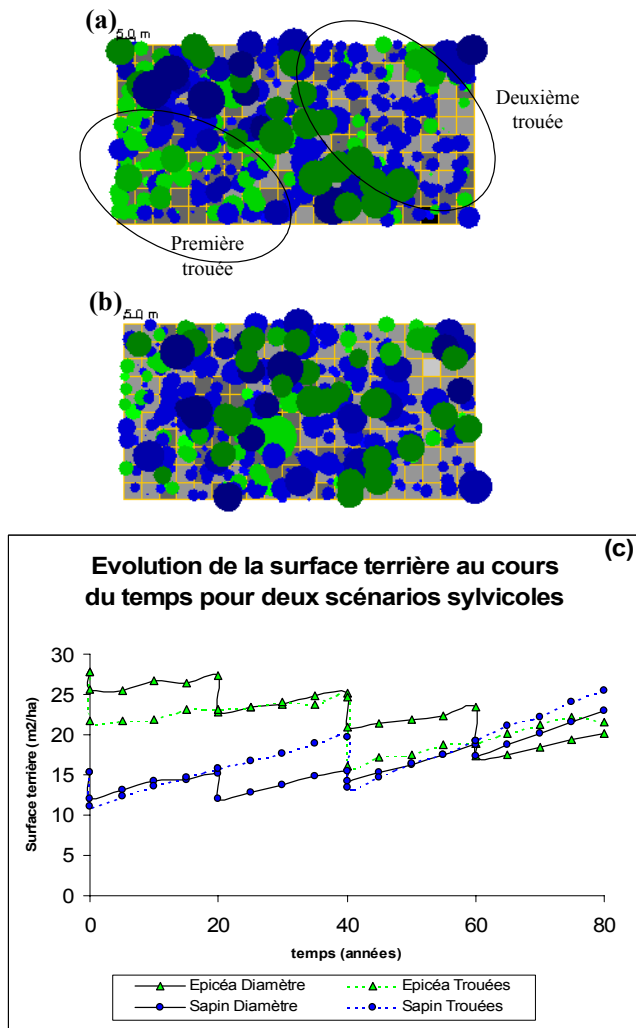 (a)
5.0 m
Deuxième
trouée
Première
trouée
(b)
5.0 m
(c)
Evolution de la surface terrière au cours
du temps pour deux scénarios sylvicoles
Surface terrière (m2/ha)
30
25
20
15
10
5
0
0 20 40 60 80
temps (années)
Epicéa Diamètre Epicéa Trouées
Sapin Diamètre Sapin Trouées